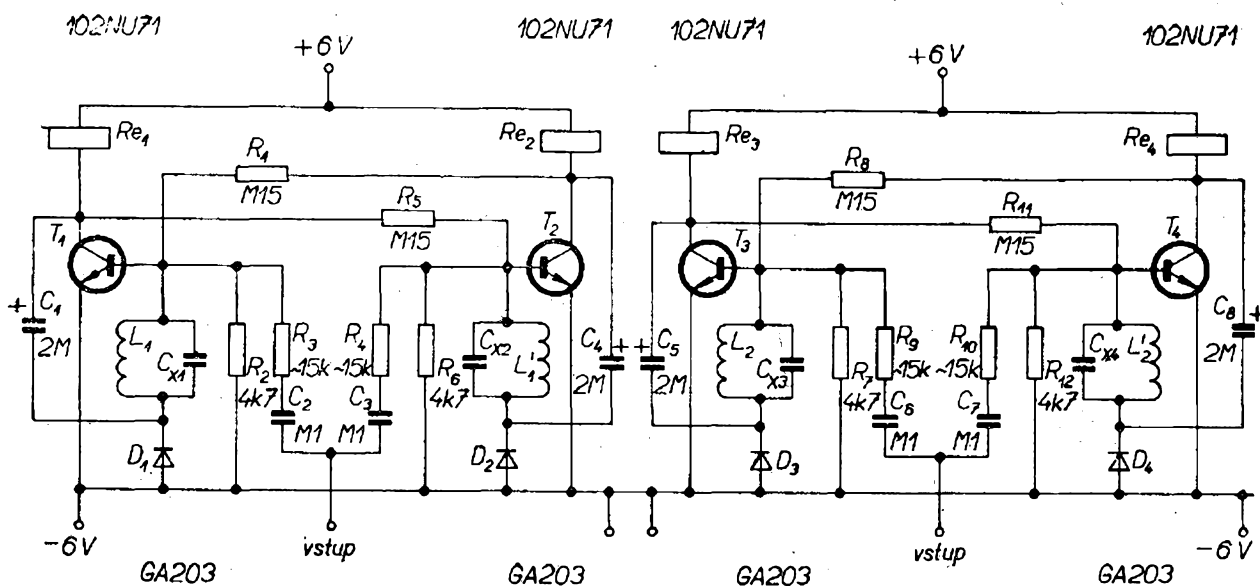 102NU71 102NU71 102NU71 102NU71
+6V +6V
Re1 Re2 Re3 Re4
R1 M15 R8 M15
R5 M15 R11 M15
T1 T2 T3 T4
+ C1 2M C4 + 2M + C5 2M C8 + 2M
L1 Cx1 R2 4k7 R3 ~15k R4 ~15k R6 4k7 Cx2 L'1
L2 Cx3 R7 4k7 R9 ~15k R10 ~15k R12 4k7 Cx4 L'2
C2 M1 C3 M1 C6 M1 C7 M1
D1 D2 D3 D4
-6V vstup vstup -6V
GA203 GA203 GA203 GA203